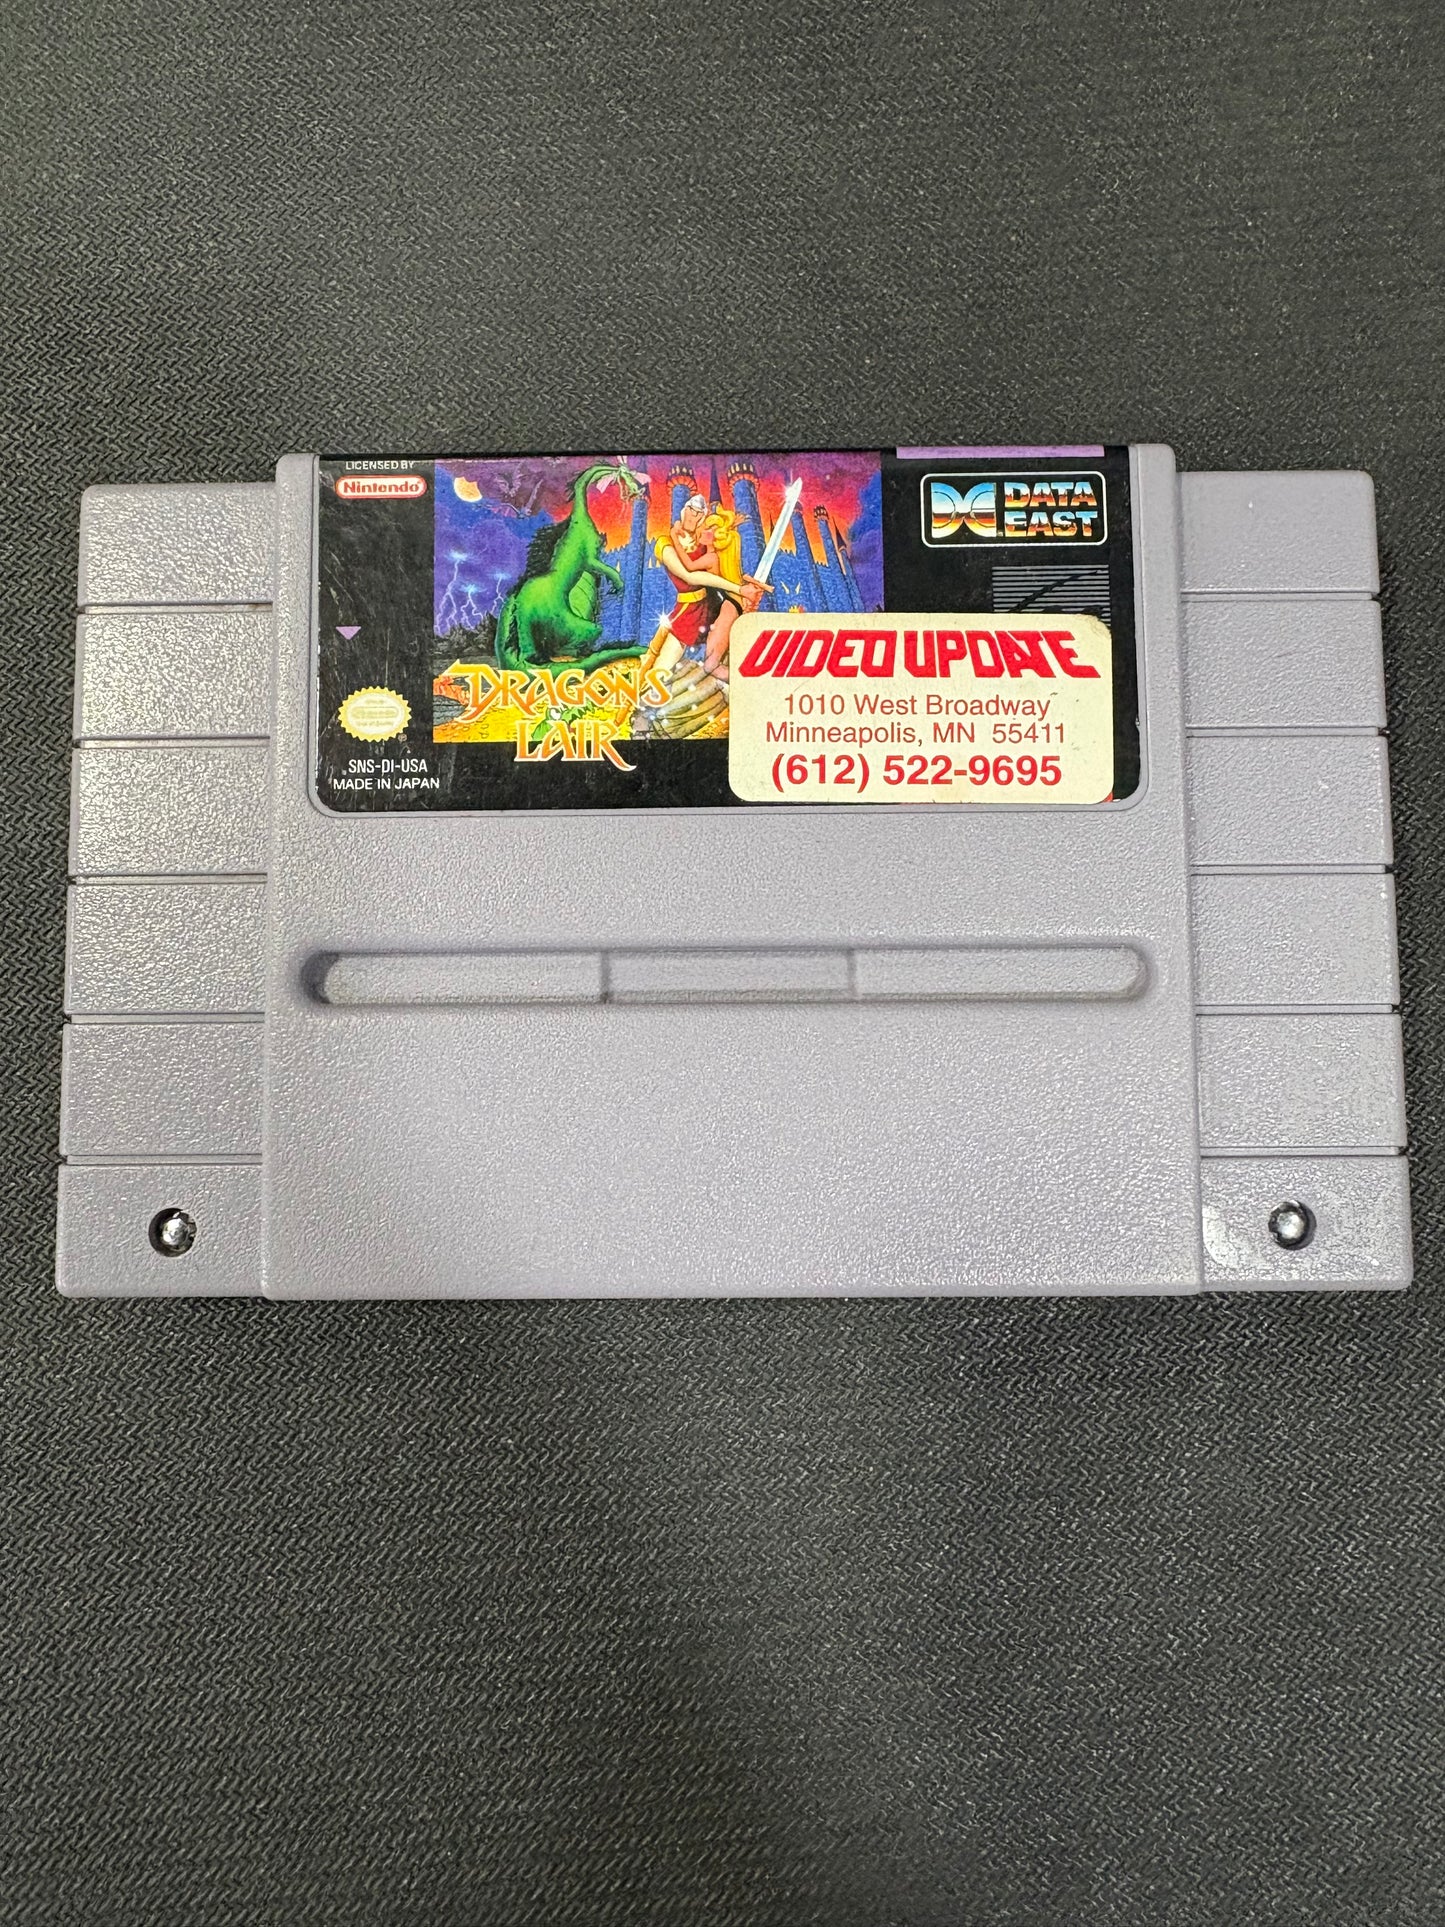 LICENSED BY
Nintendo
DATA
EAST
DRAGON'S
LAIR
SNS-DI-USA
MADE IN JAPAN
VIDEO UPDATE
1010 West Broadway
Minneapolis, MN 55411
(612) 522-9695